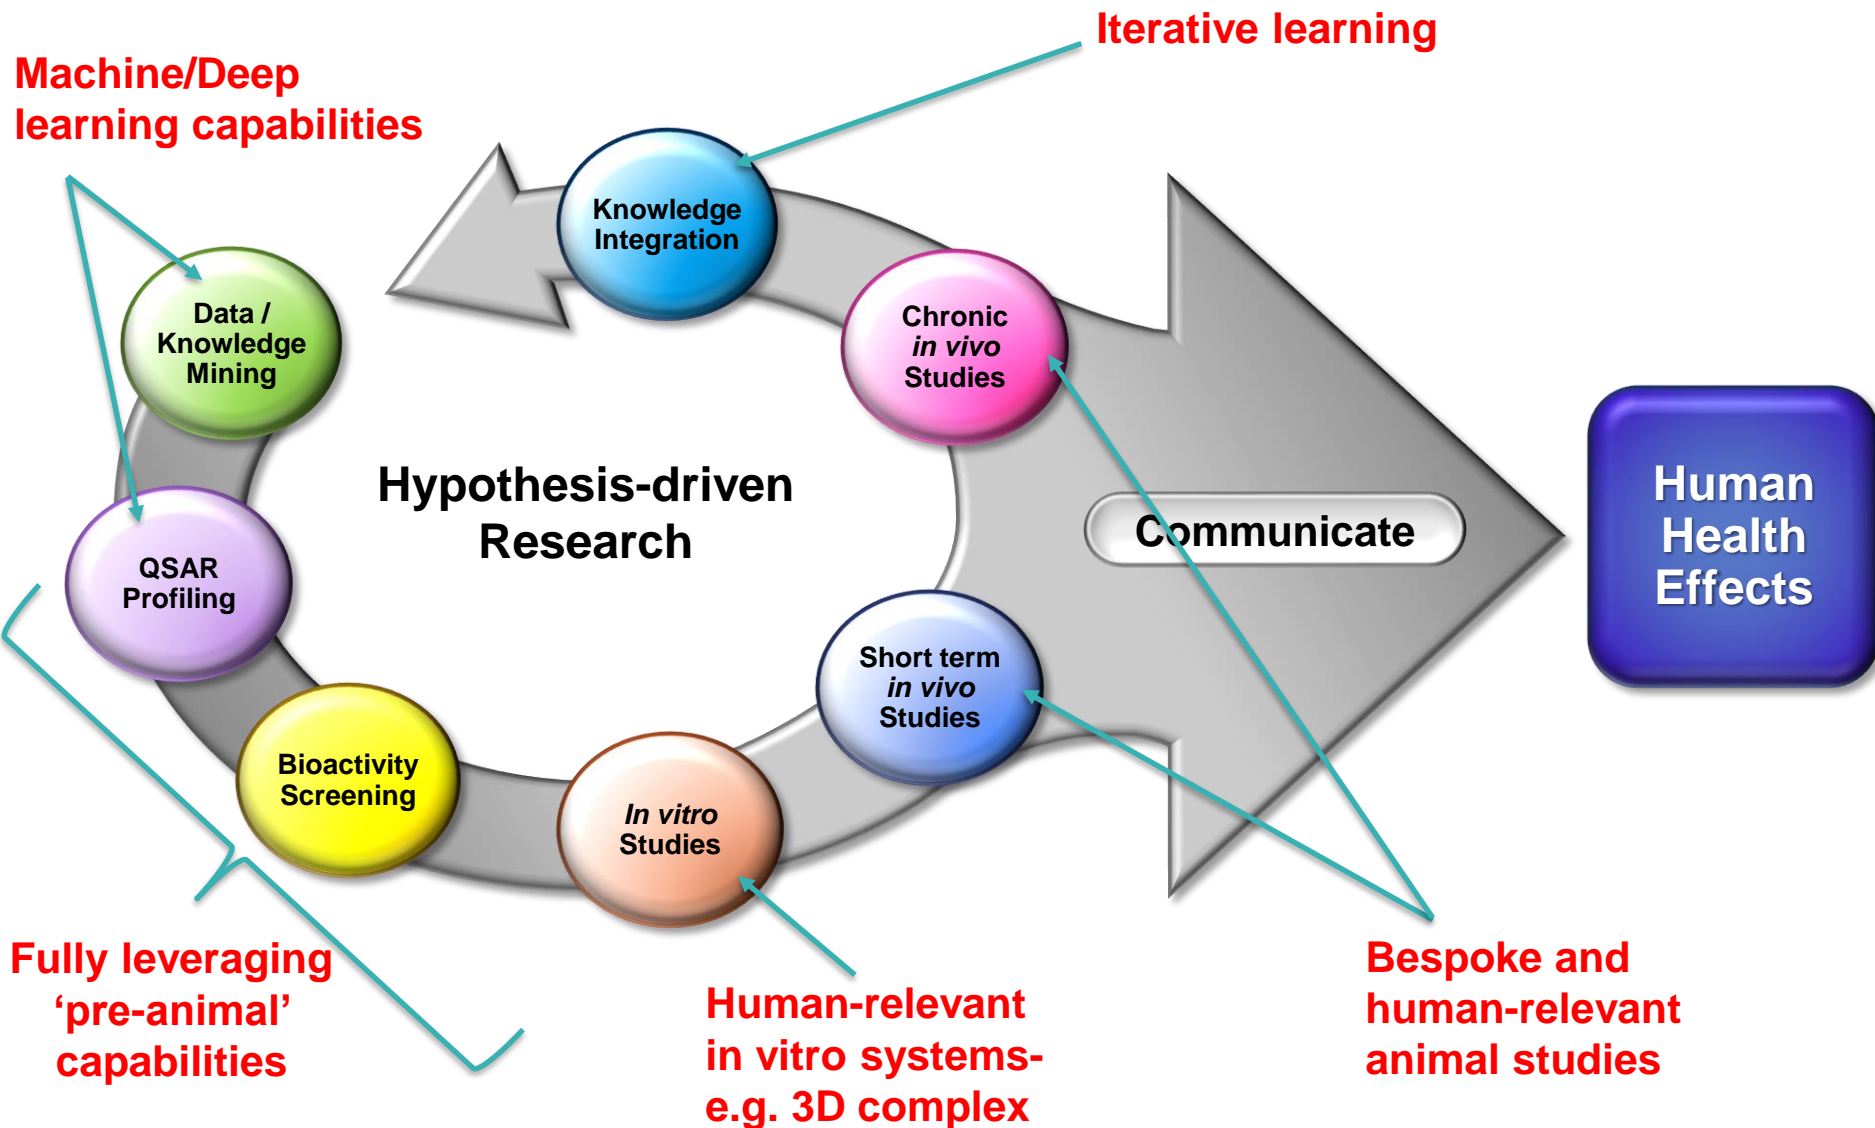 Iterative learning
Machine/Deep
learning capabilities
Knowledge
Integration
Data /
Knowledge
Mining
Chronic
in vivo
Studies
Hypothesis-driven
Research
Communicate
Human
Health
Effects
QSAR
Profiling
Short term
in vivo
Studies
Bioactivity
Screening
In vitro
Studies
Fully leveraging
‘pre-animal’
capabilities
Human-relevant
in vitro systems-
e.g. 3D complex
Bespoke and
human-relevant
animal studies